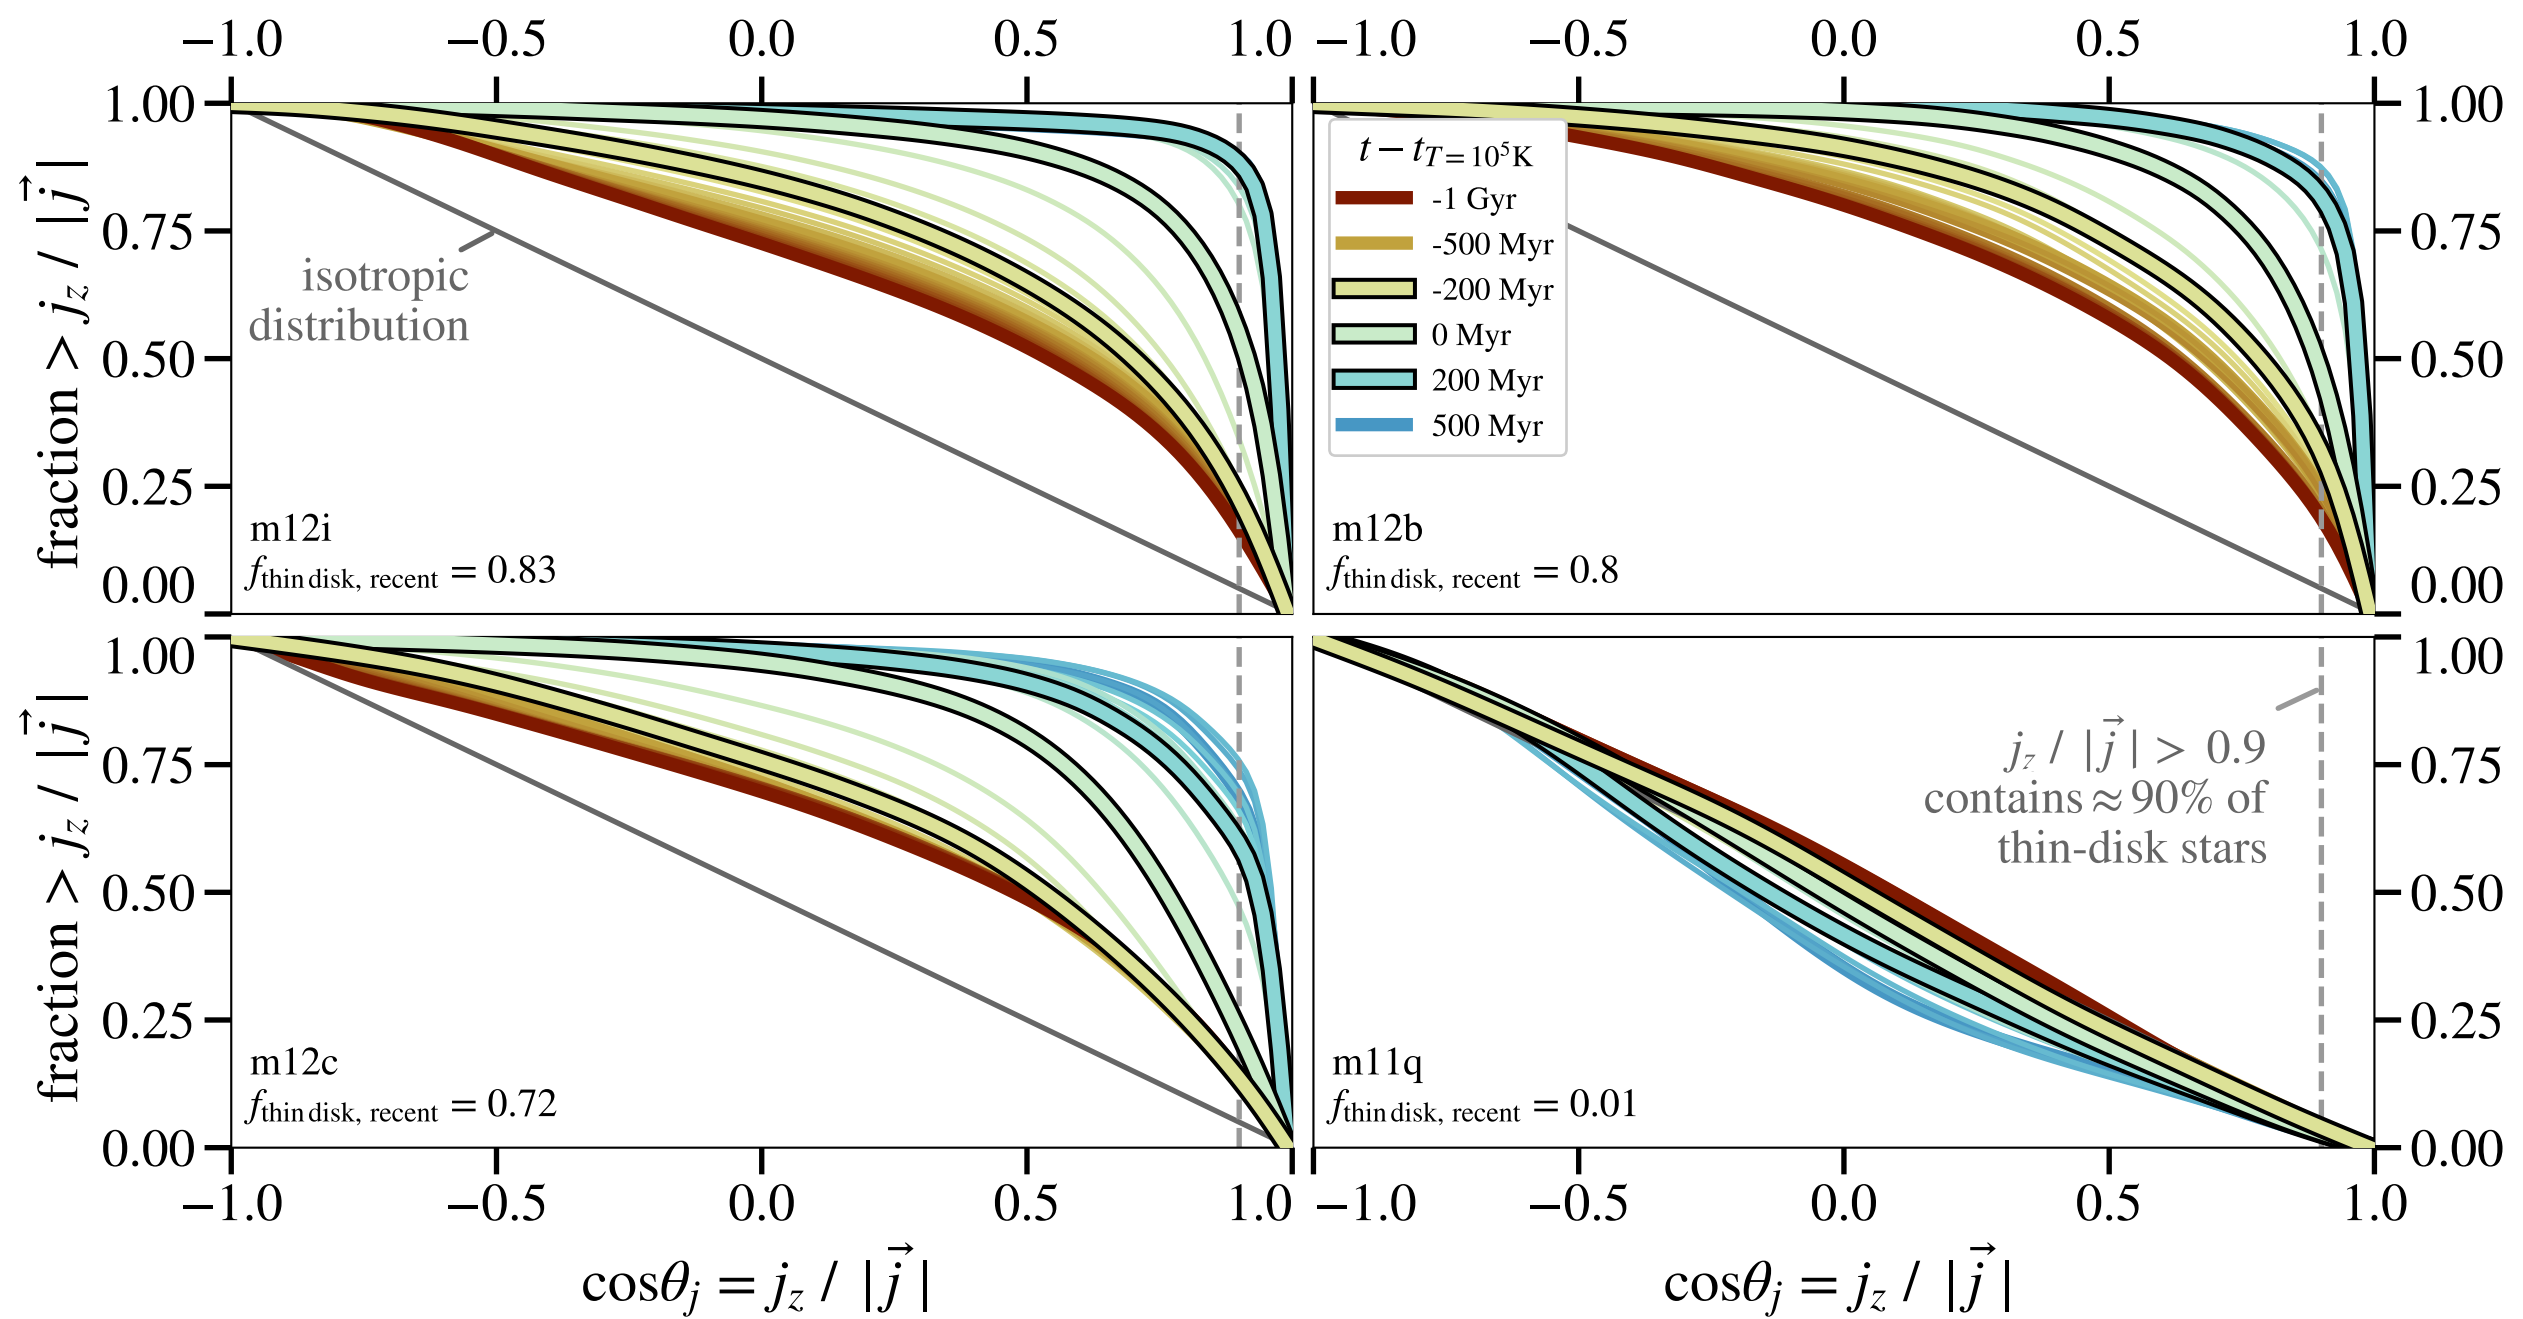 −1.0 −0.5 0.0 0.5 1.0 −1.0 −0.5 0.0 0.5 1.0
1.00
0.75
0.50
0.25
0.00
fraction > j_z / |j⃗|
isotropic
distribution
m12i
f_thin disk, recent = 0.83
t − t_T=10⁵K
-1 Gyr
-500 Myr
-200 Myr
0 Myr
200 Myr
500 Myr
m12b
f_thin disk, recent = 0.8
1.00
0.75
0.50
0.25
0.00
1.00
0.75
0.50
0.25
0.00
fraction > j_z / |j⃗|
m12c
f_thin disk, recent = 0.72
j_z / |j⃗| > 0.9
contains ≈ 90% of
thin-disk stars
m11q
f_thin disk, recent = 0.01
1.00
0.75
0.50
0.25
0.00
−1.0 −0.5 0.0 0.5 1.0 −1.0 −0.5 0.0 0.5 1.0
cosθ_j = j_z / |j⃗|
cosθ_j = j_z / |j⃗|